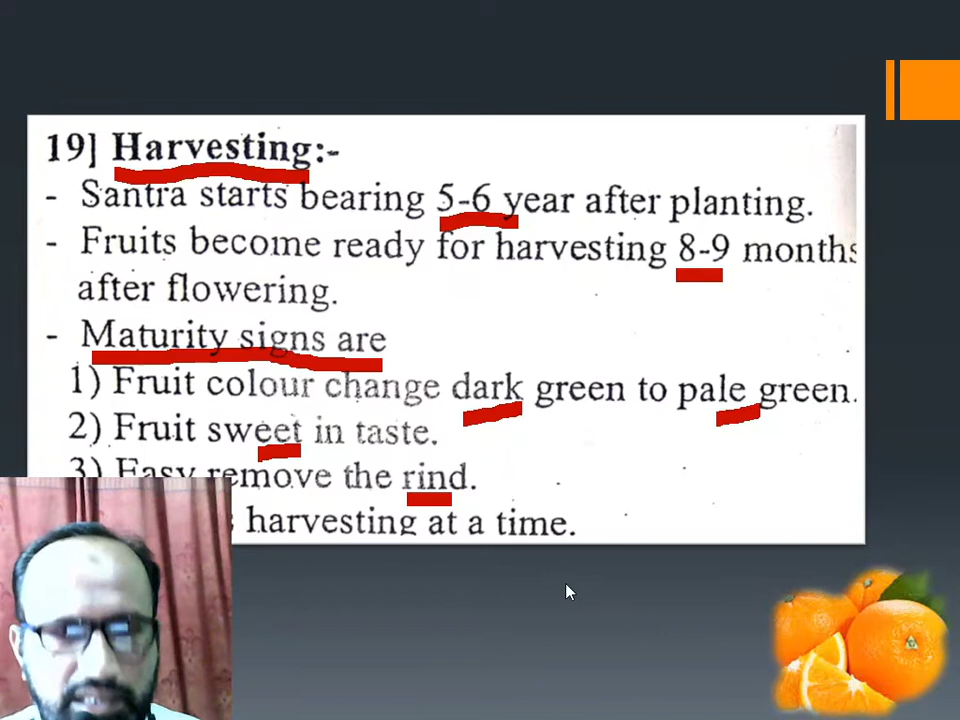 19] Harvesting:-
- Santra starts bearing 5-6 year after planting.
- Fruits become ready for harvesting 8-9 months
after flowering.
- Maturity signs are
1) Fruit colour change dark green to pale green.
2) Fruit sweet in taste.
3) Easy remove the rind.
harvesting at a time.